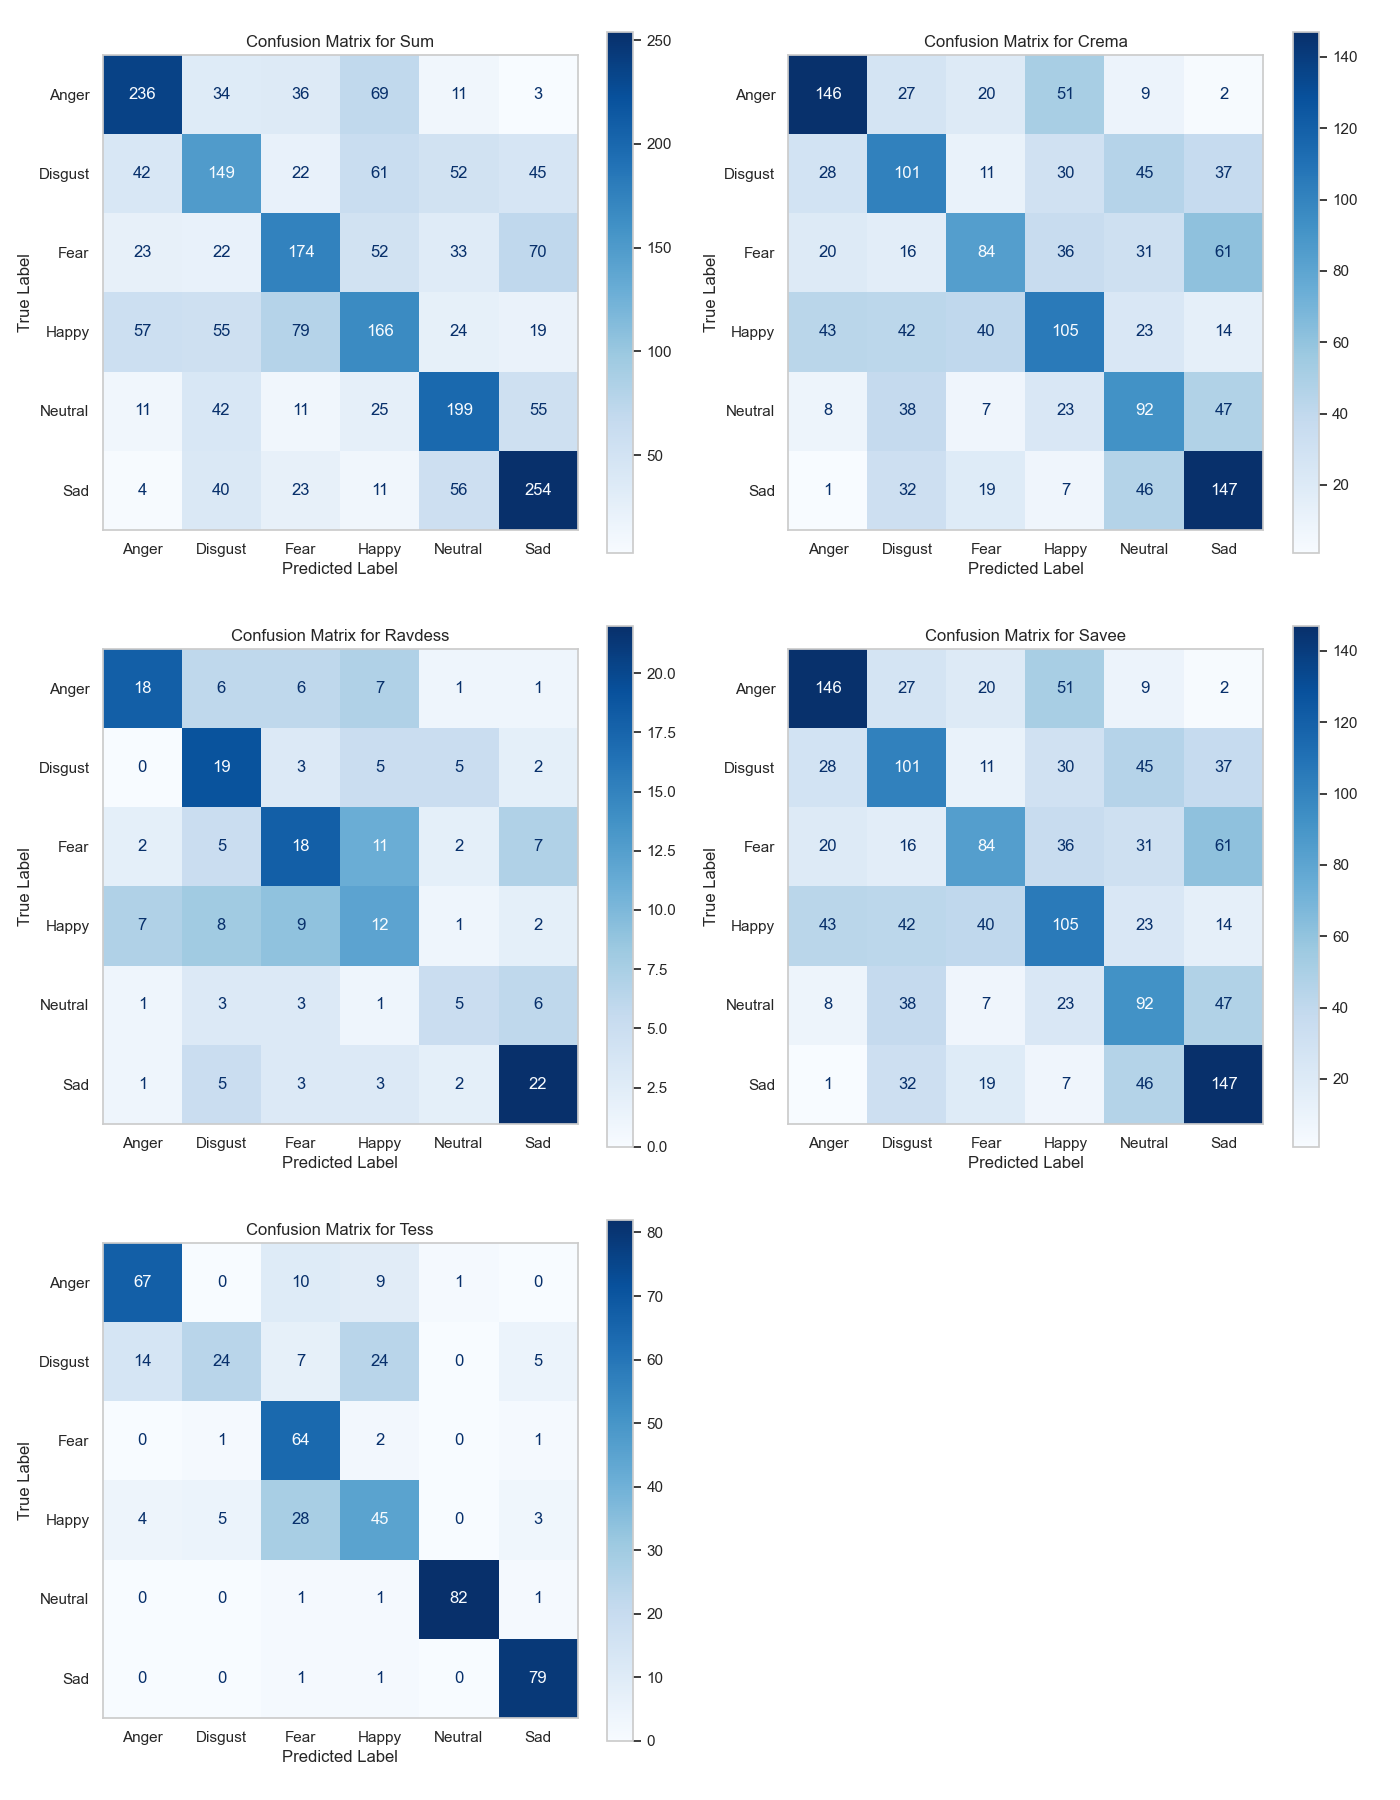 Confusion Matrix for Sum
Anger 236 34 36 69 11 3
Disgust 42 149 22 61 52 45
Fear 23 22 174 52 33 70
Happy 57 55 79 166 24 19
Neutral 11 42 11 25 199 55
Sad 4 40 23 11 56 254
Anger Disgust Fear Happy Neutral Sad
Predicted Label
True Label
250
200
150
100
50
Confusion Matrix for Crema
Anger 146 27 20 51 9 2
Disgust 28 101 11 30 45 37
Fear 20 16 84 36 31 61
Happy 43 42 40 105 23 14
Neutral 8 38 7 23 92 47
Sad 1 32 19 7 46 147
Anger Disgust Fear Happy Neutral Sad
Predicted Label
True Label
140
120
100
80
60
40
20
Confusion Matrix for Ravdess
Anger 18 6 6 7 1 1
Disgust 0 19 3 5 5 2
Fear 2 5 18 11 2 7
Happy 7 8 9 12 1 2
Neutral 1 3 3 1 5 6
Sad 1 5 3 3 2 22
Anger Disgust Fear Happy Neutral Sad
Predicted Label
True Label
20.0
17.5
15.0
12.5
10.0
7.5
5.0
2.5
0.0
Confusion Matrix for Savee
Anger 146 27 20 51 9 2
Disgust 28 101 11 30 45 37
Fear 20 16 84 36 31 61
Happy 43 42 40 105 23 14
Neutral 8 38 7 23 92 47
Sad 1 32 19 7 46 147
Anger Disgust Fear Happy Neutral Sad
Predicted Label
True Label
140
120
100
80
60
40
20
Confusion Matrix for Tess
Anger 67 0 10 9 1 0
Disgust 14 24 7 24 0 5
Fear 0 1 64 2 0 1
Happy 4 5 28 45 0 3
Neutral 0 0 1 1 82 1
Sad 0 0 1 1 0 79
Anger Disgust Fear Happy Neutral Sad
Predicted Label
True Label
80
70
60
50
40
30
20
10
0